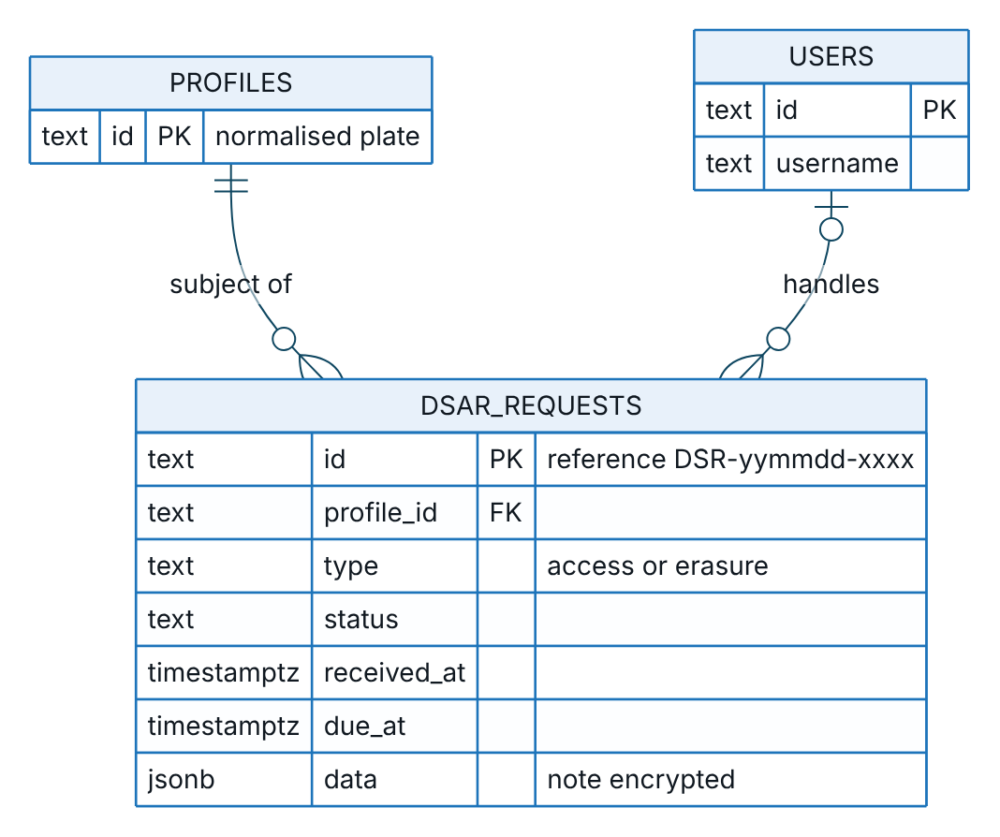 PROFILES
text id PK normalised plate
USERS
text id PK
text username
subject of
handles
DSAR_REQUESTS
text id PK reference DSR-yymmdd-xxxx
text profile_id FK
text type access or erasure
text status
timestamptz received_at
timestamptz due_at
jsonb data note encrypted